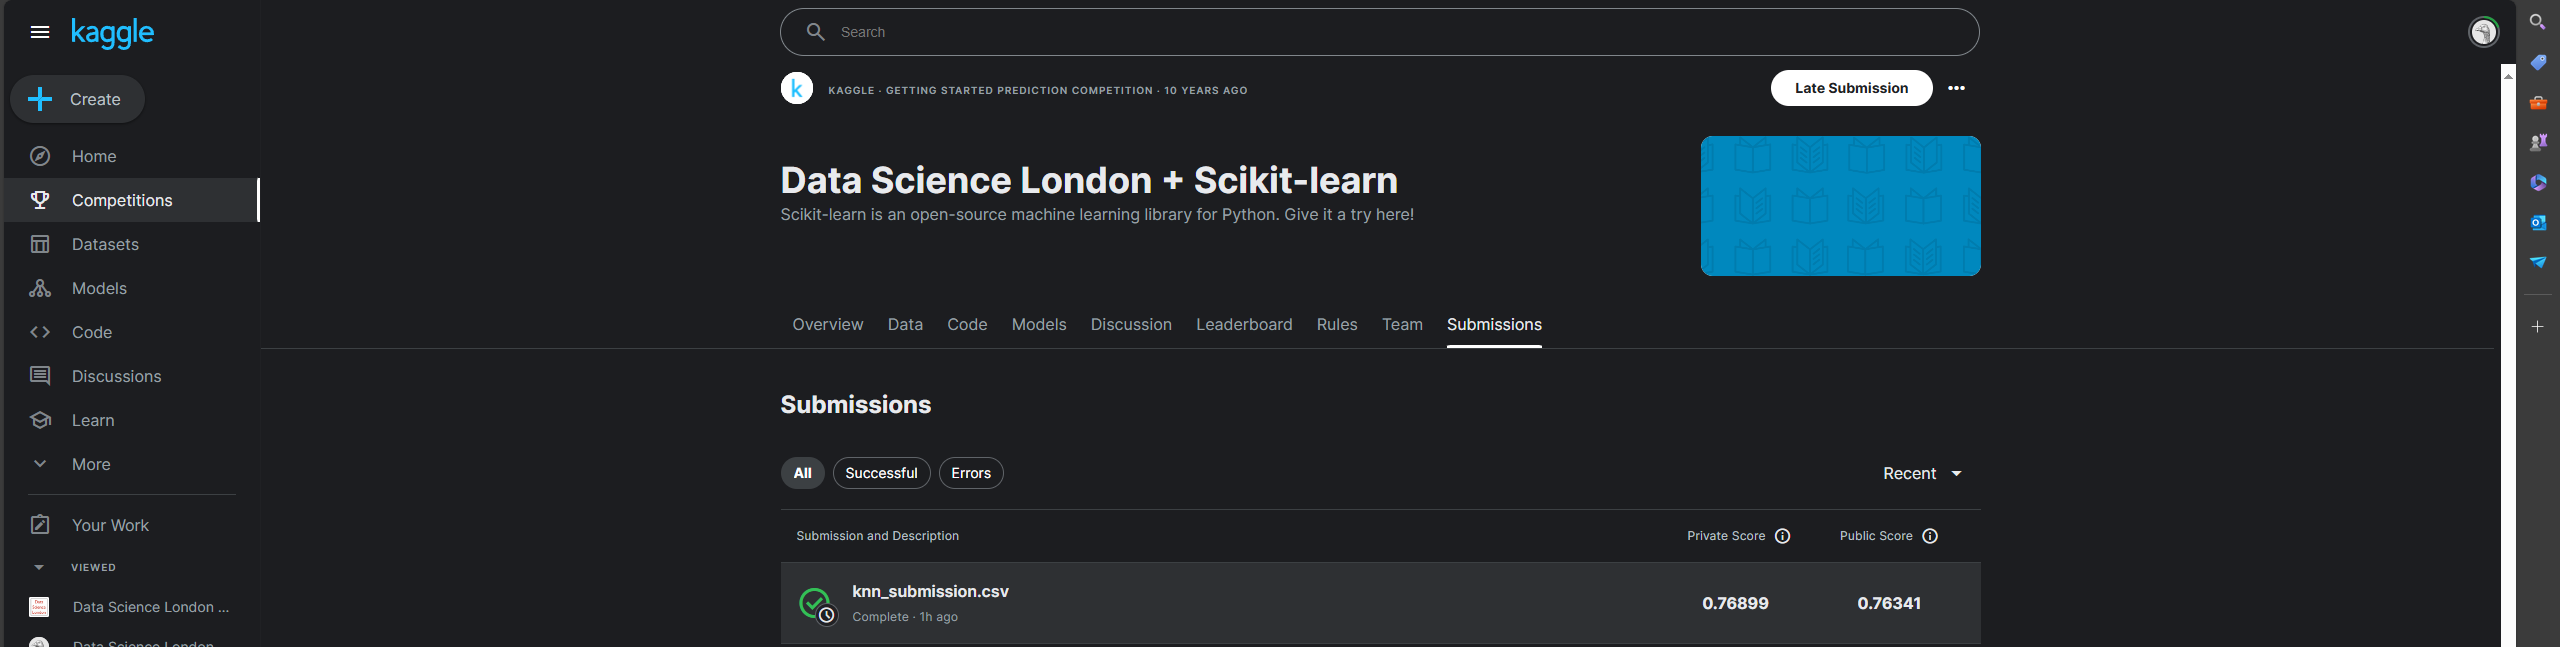 kaggle
Search
Create
k
KAGGLE · GETTING STARTED PREDICTION COMPETITION · 10 YEARS AGO
Late Submission
Home
Competitions
Data Science London + Scikit-learn
Scikit-learn is an open-source machine learning library for Python. Give it a try here!
Datasets
Models
Code
Discussions
Learn
More
Overview Data Code Models Discussion Leaderboard Rules Team Submissions
Submissions
All Successful Errors Recent
Your Work
VIEWED
Data Science London ...
Data Science London
Submission and Description Private Score Public Score
knn_submission.csv 0.76899 0.76341
Complete · 1h ago